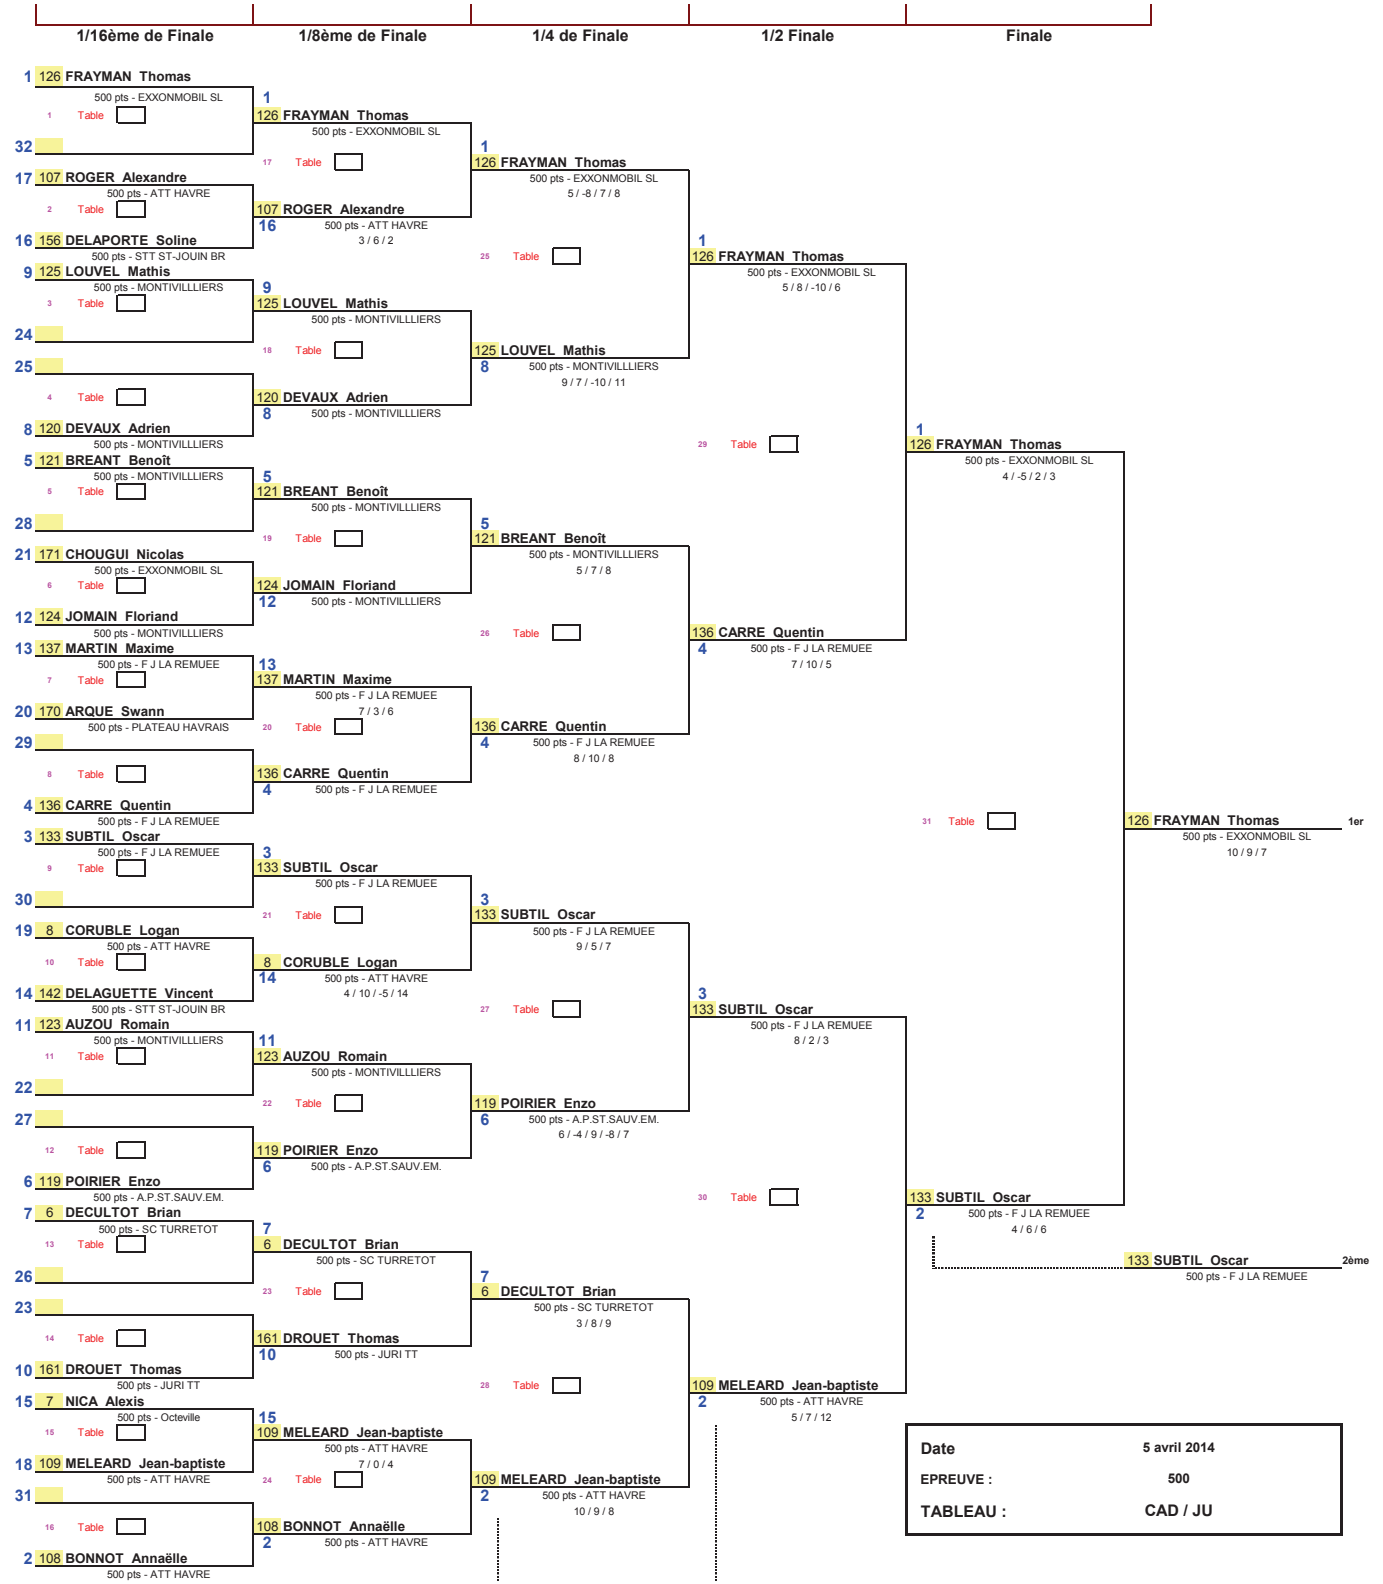 1/16ème de Finale
1/8ème de Finale
1/4 de Finale
1/2 Finale
Finale
1 126 FRAYMAN Thomas
500 pts - EXXONMOBIL SL
1 Table
32
17 107 ROGER Alexandre
500 pts - ATT HAVRE
2 Table
16 156 DELAPORTE Soline
500 pts - STT ST-JOUIN BR
9 125 LOUVEL Mathis
500 pts - MONTIVILLLIERS
3 Table
24
25
4 Table
8 120 DEVAUX Adrien
500 pts - MONTIVILLLIERS
5 121 BREANT Benoît
500 pts - MONTIVILLLIERS
5 Table
28
21 171 CHOUGUI Nicolas
500 pts - EXXONMOBIL SL
6 Table
12 124 JOMAIN Floriand
500 pts - MONTIVILLLIERS
13 137 MARTIN Maxime
500 pts - F J LA REMUEE
7 Table
20 170 ARQUE Swann
500 pts - PLATEAU HAVRAIS
29
8 Table
4 136 CARRE Quentin
500 pts - F J LA REMUEE
3 133 SUBTIL Oscar
500 pts - F J LA REMUEE
9 Table
30
19 8 CORUBLE Logan
500 pts - ATT HAVRE
10 Table
14 142 DELAGUETTE Vincent
500 pts - STT ST-JOUIN BR
11 123 AUZOU Romain
500 pts - MONTIVILLLIERS
11 Table
22
27
12 Table
6 119 POIRIER Enzo
500 pts - A.P.ST.SAUV.EM.
7 6 DECULTOT Brian
500 pts - SC TURRETOT
13 Table
26
23
14 Table
10 161 DROUET Thomas
500 pts - JURI TT
15 7 NICA Alexis
500 pts - Octeville
15 Table
18 109 MELEARD Jean-baptiste
500 pts - ATT HAVRE
31
16 Table
2 108 BONNOT Annaëlle
500 pts - ATT HAVRE
1
126 FRAYMAN Thomas
500 pts - EXXONMOBIL SL
17 Table
107 ROGER Alexandre
16 500 pts - ATT HAVRE
3 / 6 / 2
9
125 LOUVEL Mathis
500 pts - MONTIVILLLIERS
18 Table
120 DEVAUX Adrien
8 500 pts - MONTIVILLLIERS
5
121 BREANT Benoît
500 pts - MONTIVILLLIERS
19 Table
124 JOMAIN Floriand
12 500 pts - MONTIVILLLIERS
13
137 MARTIN Maxime
500 pts - F J LA REMUEE
7 / 3 / 6
20 Table
136 CARRE Quentin
4 500 pts - F J LA REMUEE
3
133 SUBTIL Oscar
500 pts - F J LA REMUEE
21 Table
8 CORUBLE Logan
14 500 pts - ATT HAVRE
4 / 10 / -5 / 14
11
123 AUZOU Romain
500 pts - MONTIVILLLIERS
22 Table
119 POIRIER Enzo
6 500 pts - A.P.ST.SAUV.EM.
7
6 DECULTOT Brian
500 pts - SC TURRETOT
23 Table
161 DROUET Thomas
10 500 pts - JURI TT
15
109 MELEARD Jean-baptiste
500 pts - ATT HAVRE
7 / 0 / 4
24 Table
108 BONNOT Annaëlle
2 500 pts - ATT HAVRE
1
126 FRAYMAN Thomas
500 pts - EXXONMOBIL SL
5 / -8 / 7 / 8
25 Table
125 LOUVEL Mathis
8 500 pts - MONTIVILLLIERS
9 / 7 / -10 / 11
5
121 BREANT Benoît
500 pts - MONTIVILLLIERS
5 / 7 / 8
26 Table
136 CARRE Quentin
4 500 pts - F J LA REMUEE
8 / 10 / 8
3
133 SUBTIL Oscar
500 pts - F J LA REMUEE
9 / 5 / 7
27 Table
119 POIRIER Enzo
6 500 pts - A.P.ST.SAUV.EM.
6 / -4 / 9 / -8 / 7
7
6 DECULTOT Brian
500 pts - SC TURRETOT
3 / 8 / 9
28 Table
109 MELEARD Jean-baptiste
2 500 pts - ATT HAVRE
10 / 9 / 8
1
126 FRAYMAN Thomas
500 pts - EXXONMOBIL SL
5 / 8 / -10 / 6
29 Table
136 CARRE Quentin
4 500 pts - F J LA REMUEE
7 / 10 / 5
3
133 SUBTIL Oscar
500 pts - F J LA REMUEE
8 / 2 / 3
30 Table
109 MELEARD Jean-baptiste
2 500 pts - ATT HAVRE
5 / 7 / 12
1
126 FRAYMAN Thomas
500 pts - EXXONMOBIL SL
4 / -5 / 2 / 3
31 Table
133 SUBTIL Oscar
2 500 pts - F J LA REMUEE
4 / 6 / 6
126 FRAYMAN Thomas 1er
500 pts - EXXONMOBIL SL
10 / 9 / 7
133 SUBTIL Oscar 2ème
500 pts - F J LA REMUEE
Date 5 avril 2014
EPREUVE : 500
TABLEAU : CAD / JU